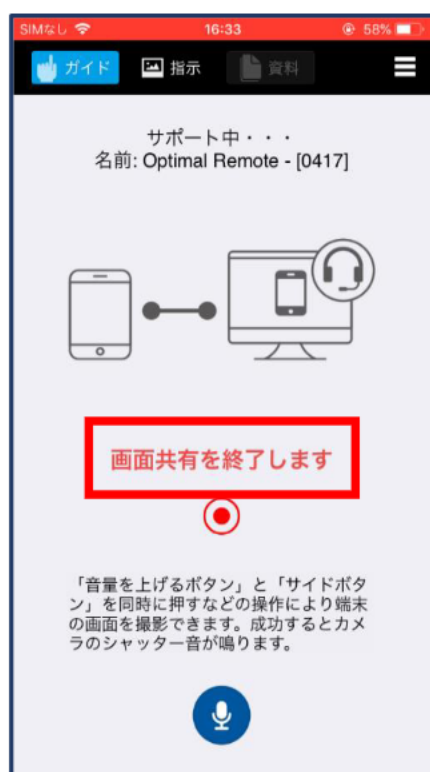 SIMなし 16:33 58%
ガイド 指示 資料
サポート中・・・
名前: Optimal Remote - [0417]
画面共有を終了します
「音量を上げるボタン」と「サイドボタ
ン」を同時に押すなどの操作により端末
の画面を撮影できます。成功するとカメ
ラのシャッター音が鳴ります。